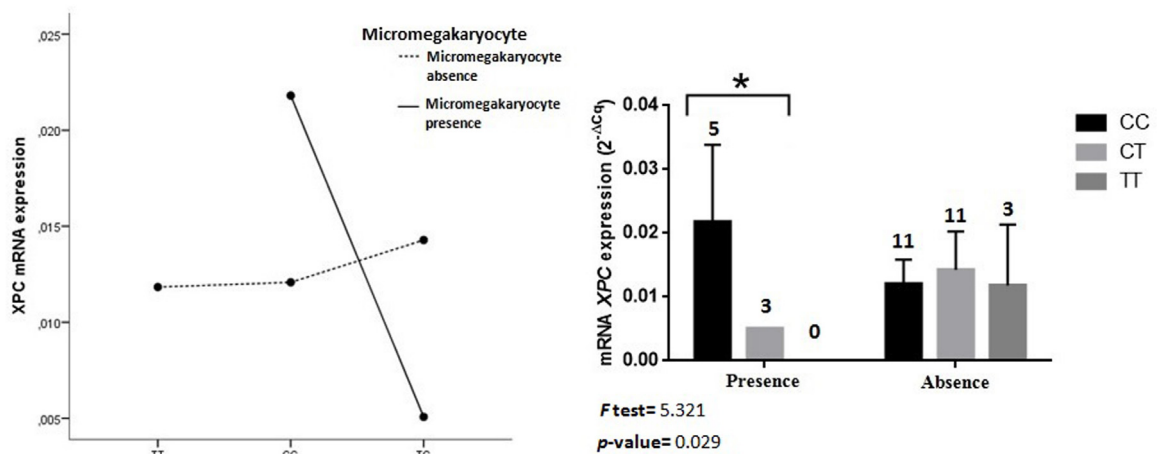 ,025
,020
,015
,010
,005
XPC mRNA expression
Micromegakaryocyte
Micromegakaryocyte
absence
Micromegakaryocyte
presence
mRNA XPC expression (2^-ΔCq)
0.04
0.03
0.02
0.01
0.00
*
5
3
0
11
11
3
Presence
Absence
CC
CT
TT
F test= 5.321
p-value= 0.029